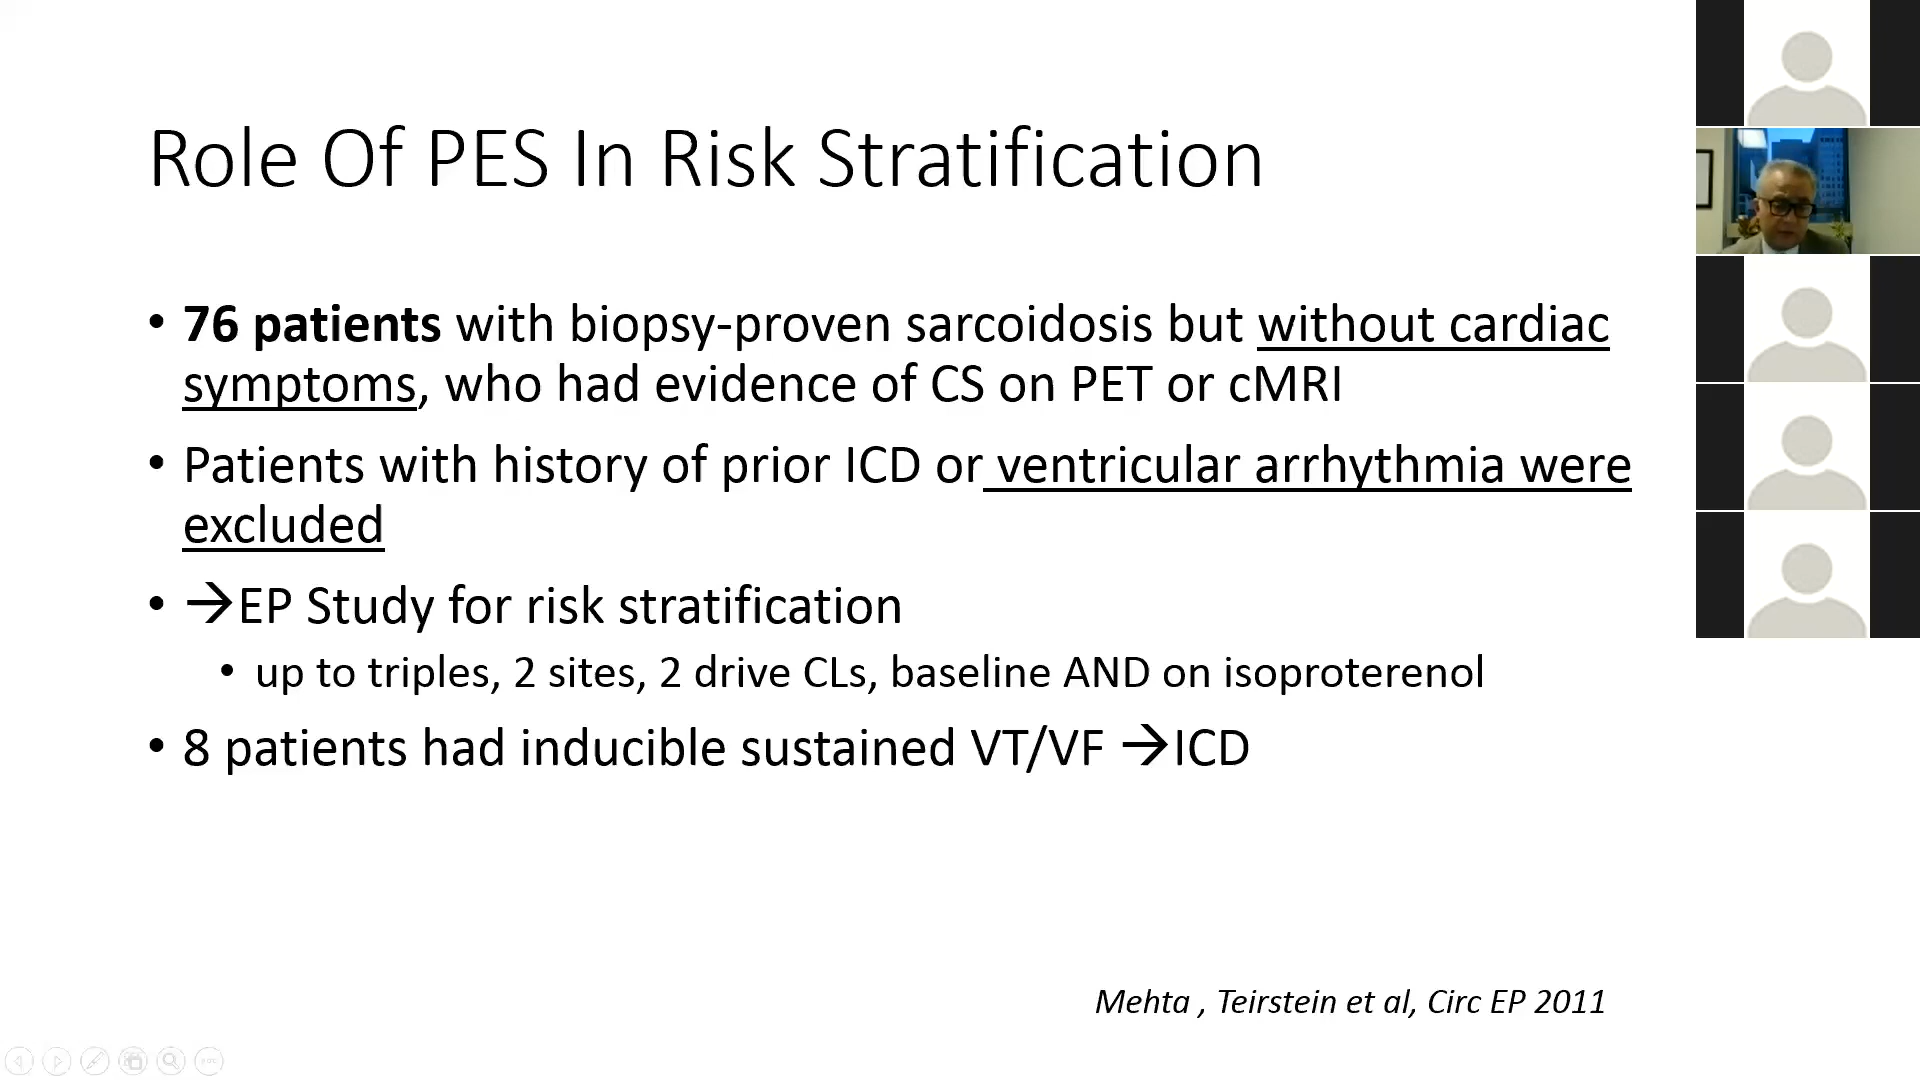 Role Of PES In Risk Stratification
• 76 patients with biopsy-proven sarcoidosis but without cardiac
symptoms, who had evidence of CS on PET or cMRI
• Patients with history of prior ICD or ventricular arrhythmia were
excluded
• →EP Study for risk stratification
• up to triples, 2 sites, 2 drive CLs, baseline AND on isoproterenol
• 8 patients had inducible sustained VT/VF →ICD
Mehta , Teirstein et al, Circ EP 2011